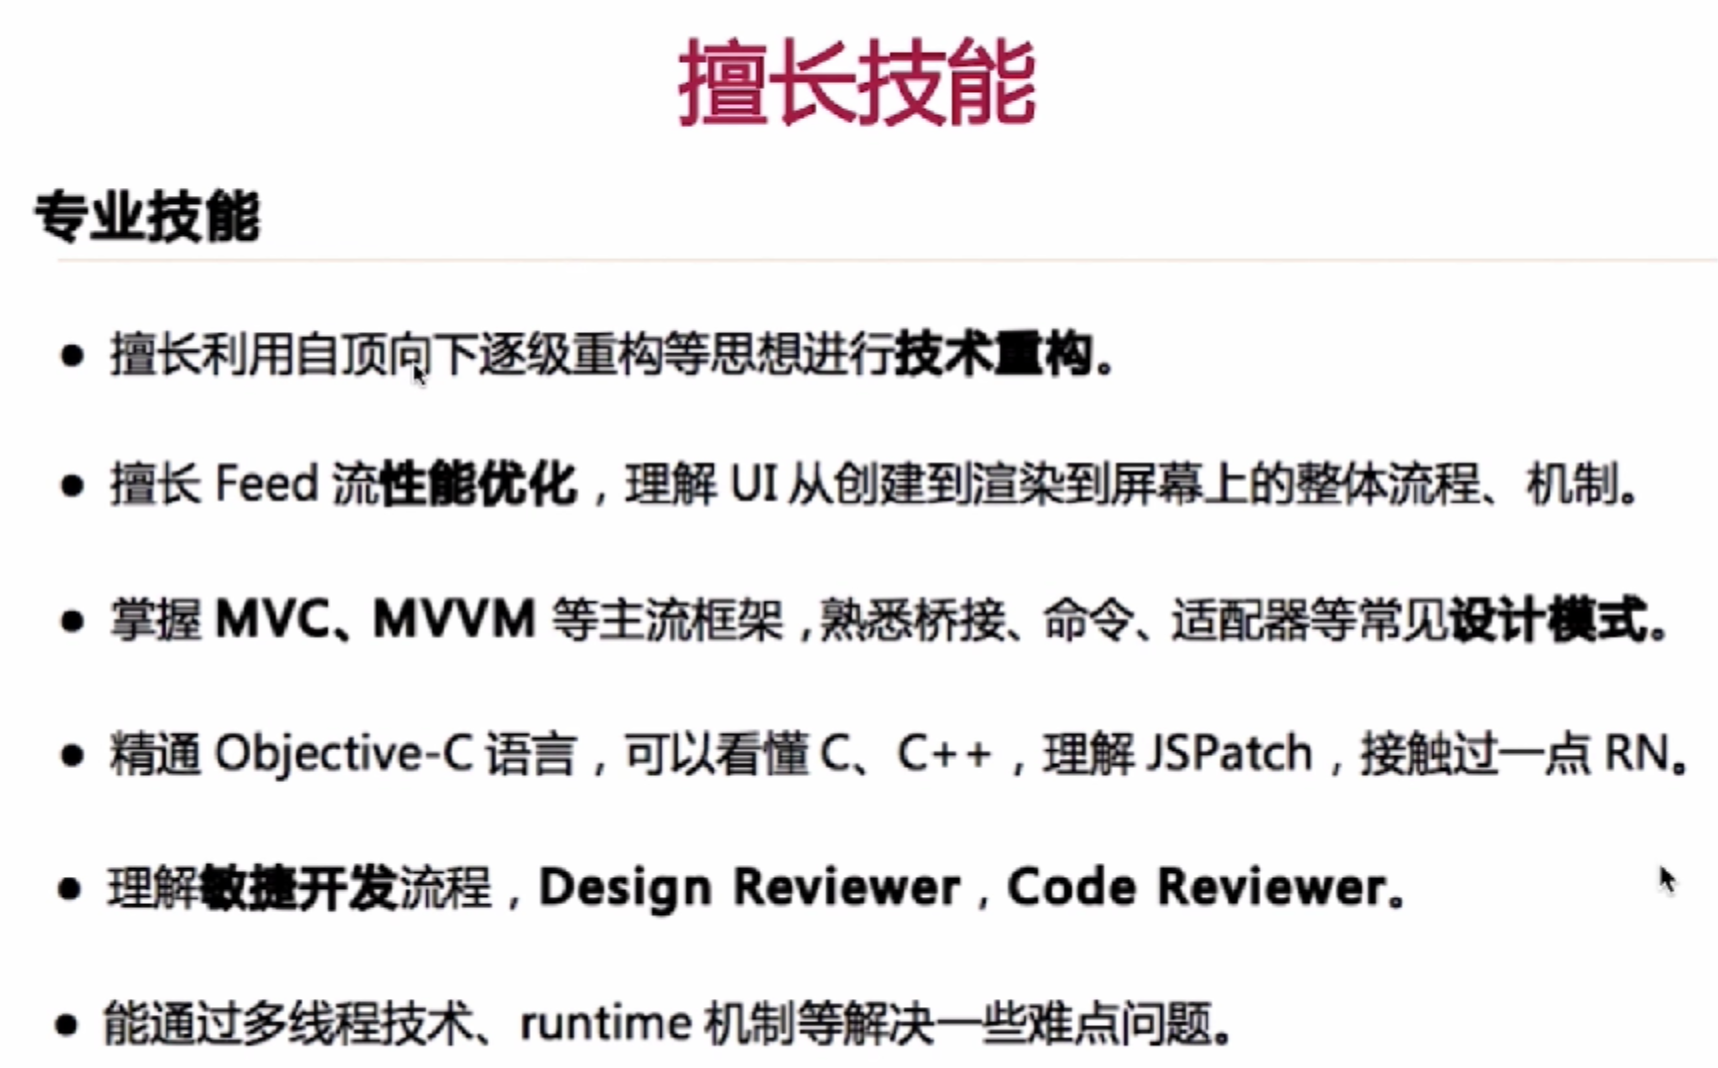 擅长技能
专业技能
● 擅长利用自顶向下逐级重构等思想进行技术重构。
● 擅长 Feed 流性能优化，理解 UI 从创建到渲染到屏幕上的整体流程、机制。
● 掌握 MVC、MVVM 等主流框架，熟悉桥接、命令、适配器等常见设计模式。
● 精通 Objective-C 语言，可以看懂 C、C++，理解 JSPatch，接触过一点 RN。
● 理解敏捷开发流程，Design Reviewer，Code Reviewer。
● 能通过多线程技术、runtime 机制等解决一些难点问题。